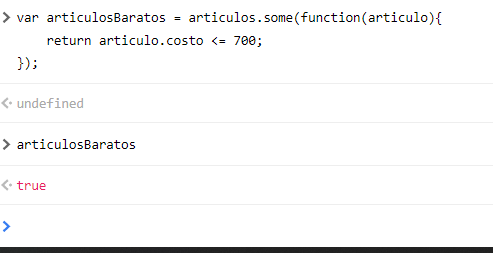 > var articulosBaratos = articulos.some(function(articulo){
return articulo.costo <= 700;
});
undefined
> articulosBaratos
true
>